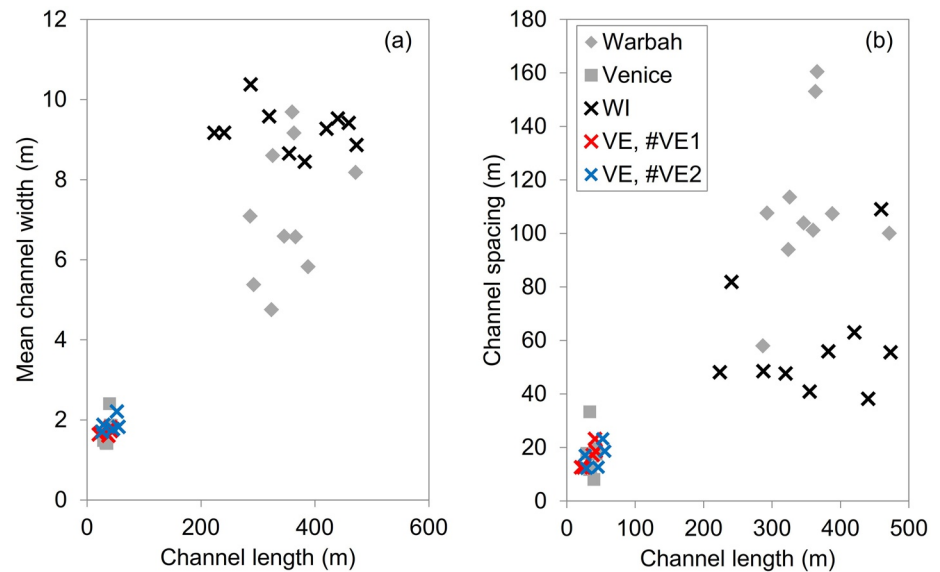 (a)
Mean channel width (m)
12
10
8
6
4
2
0
0 200 400 600
Channel length (m)
(b)
Warbah
Venice
WI
VE, #VE1
VE, #VE2
Channel spacing (m)
180
160
140
120
100
80
60
40
20
0
0 100 200 300 400 500
Channel length (m)